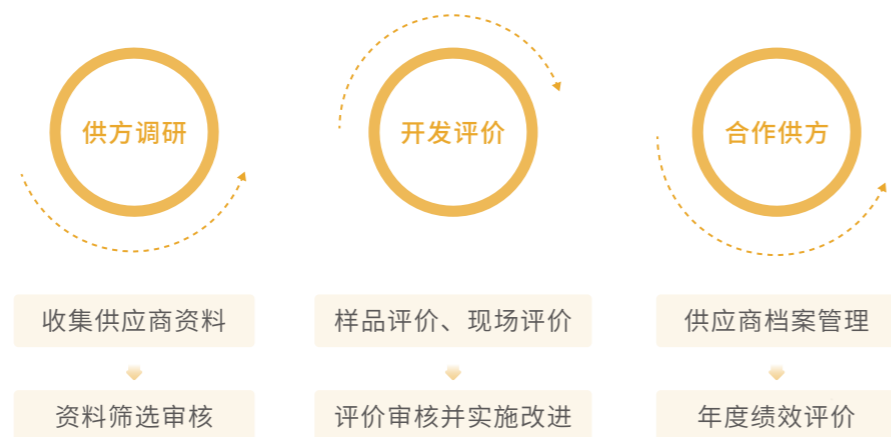 供方调研
开发评价
合作供方
收集供应商资料
样品评价、现场评价
供应商档案管理
资料筛选审核
评价审核并实施改进
年度绩效评价